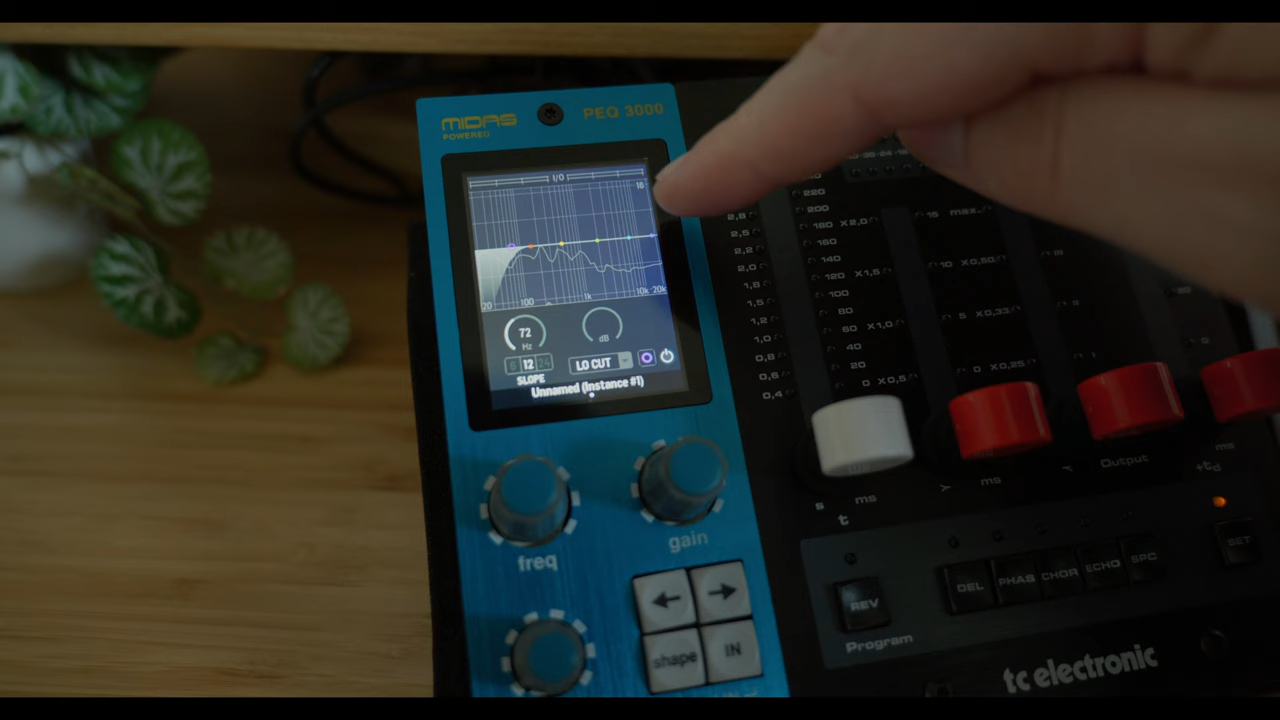 MIDAS
POWERED
PEQ 3000
I/O
18
20
100
1k
10k 20k
72
Hz
dB
6 12 24
SLOPE
LO CUT
Unnamed (Instance #1)
freq
gain
shape
IN
2,8
2,5
2,2
2,0
1,8
1,5
1,2
1,0
0,8
0,6
0,4
220
200
180 X2,0
160
140
120 X1,5
100
80
60 X1,0
40
20
0 X0,5
15 max.
10 X0,50
5 X0,33
0 X0,25
s
ms
t
ms
Output
ms
REV
Program
DEL
PHAS
CHOR
ECHO
SPC
SET
tc electronic